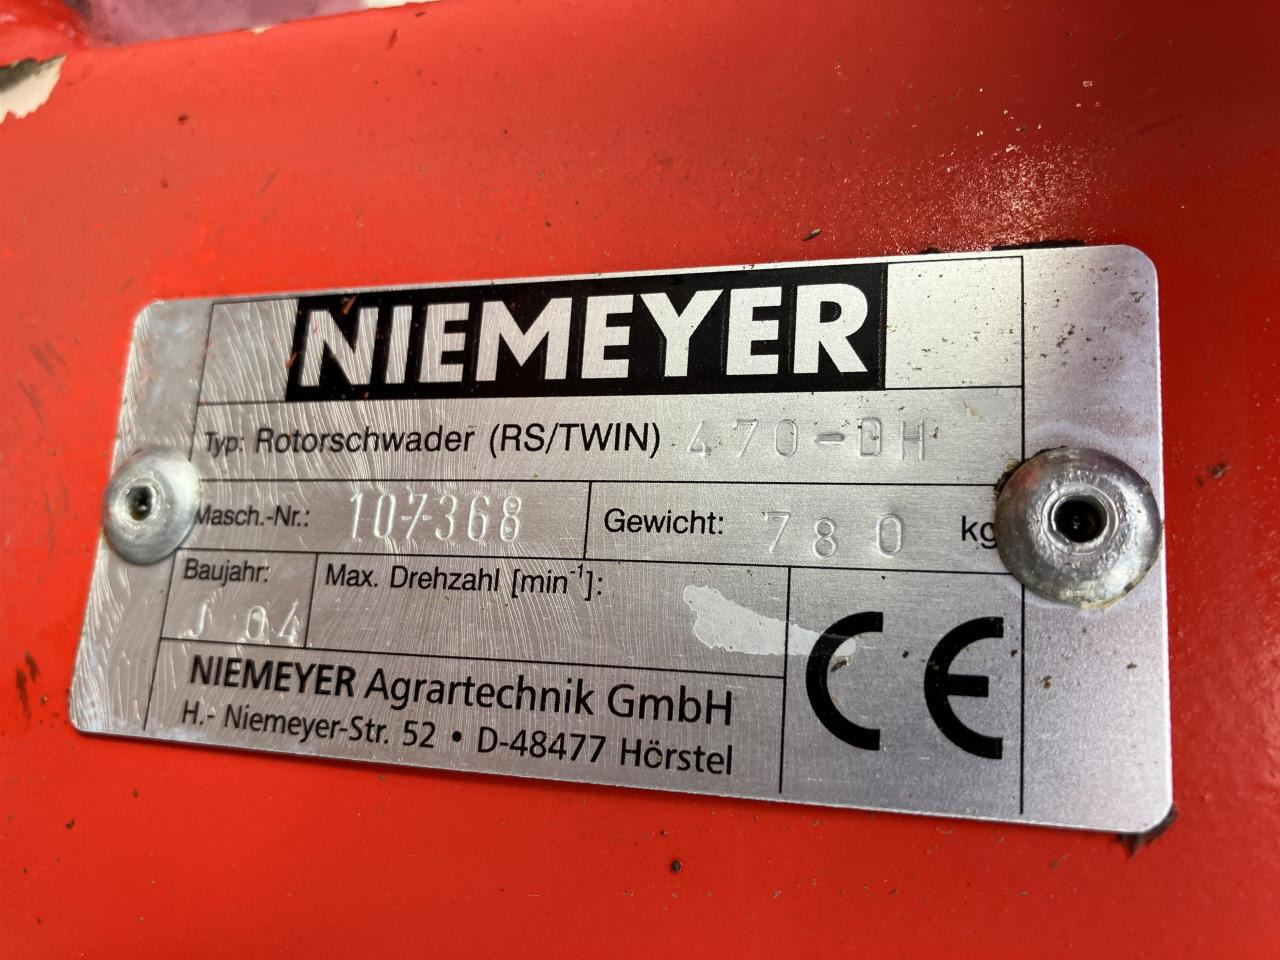 NIEMEYER
Typ: Rotorschwader (RS/TWIN) 470-DH
Masch.-Nr.: 107368 Gewicht: 780 kg
Baujahr: J 04 Max. Drehzahl [min⁻¹]:
NIEMEYER Agrartechnik GmbH
H.- Niemeyer-Str. 52 • D-48477 Hörstel
CE